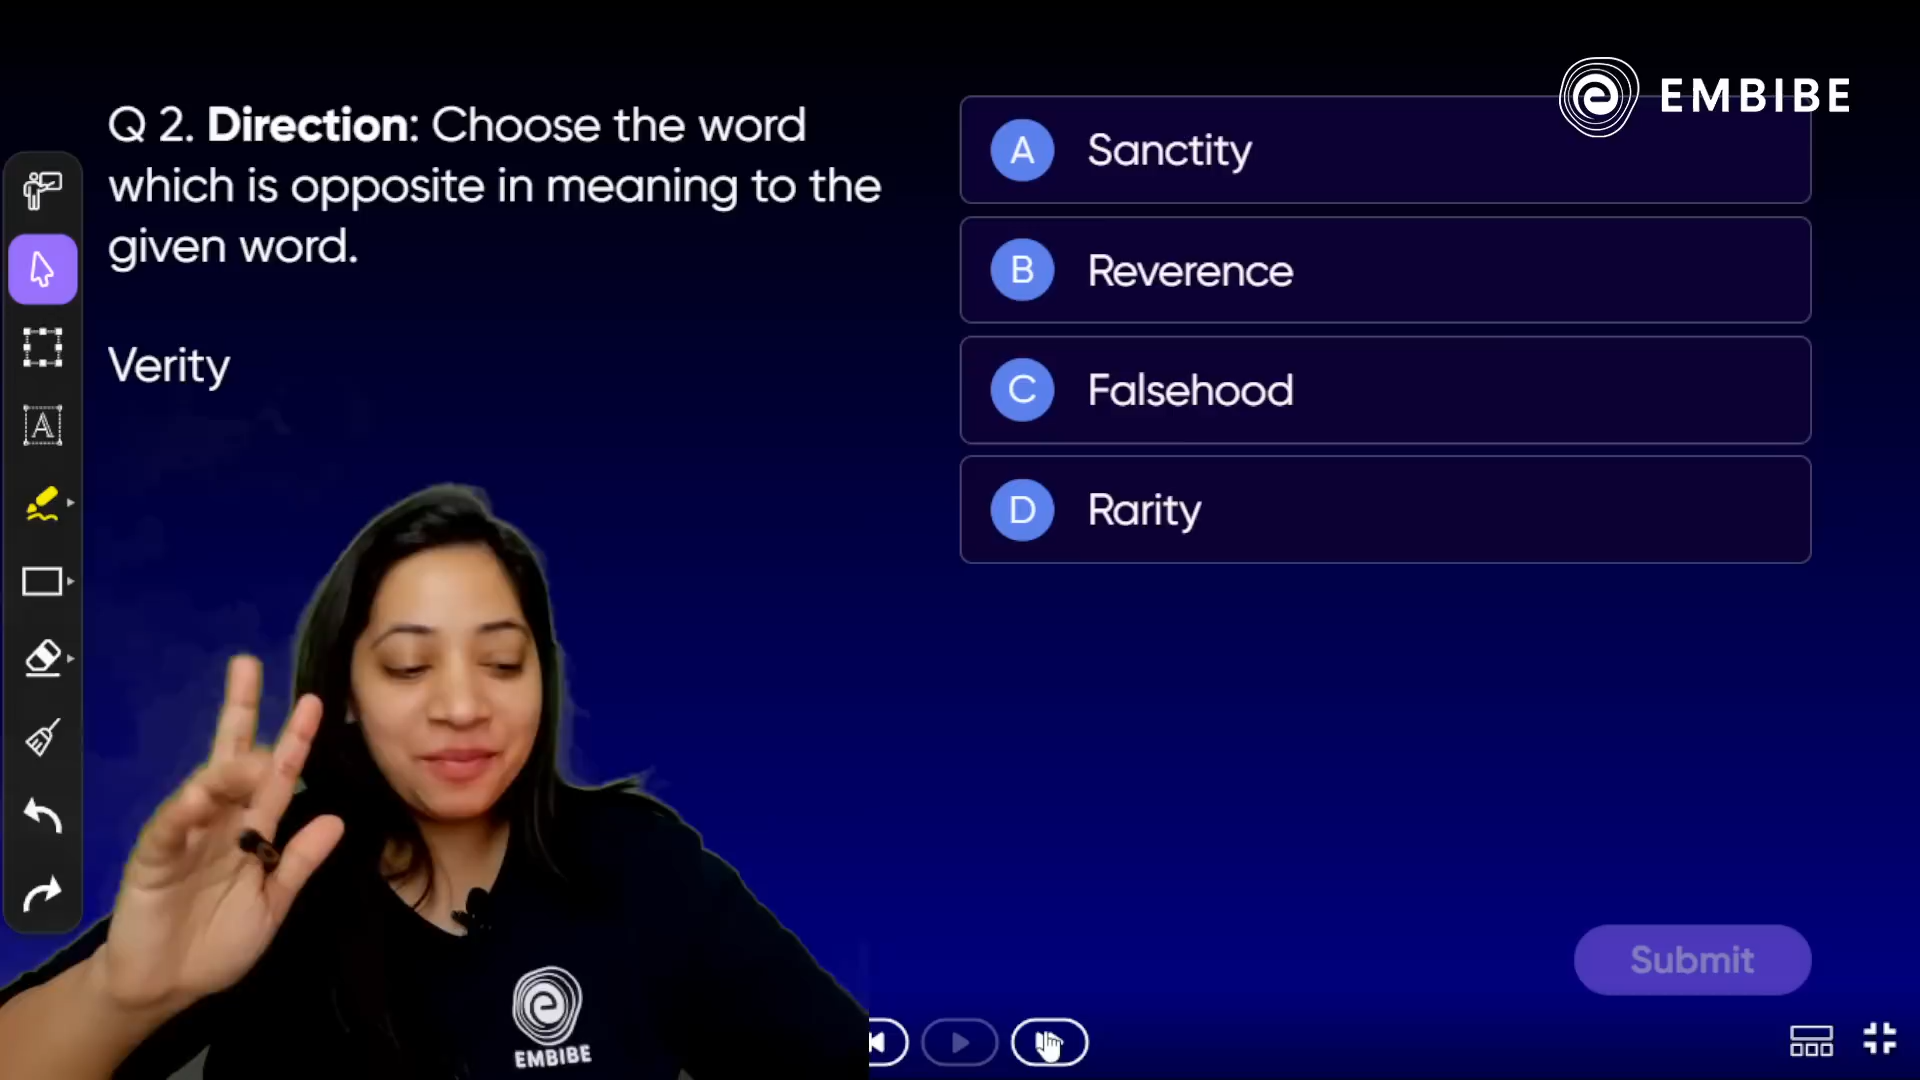 EMBIBE
Q 2. Direction: Choose the word
which is opposite in meaning to the
given word.
Verity
A Sanctity
B Reverence
C Falsehood
D Rarity
A
Submit
EMBIBE